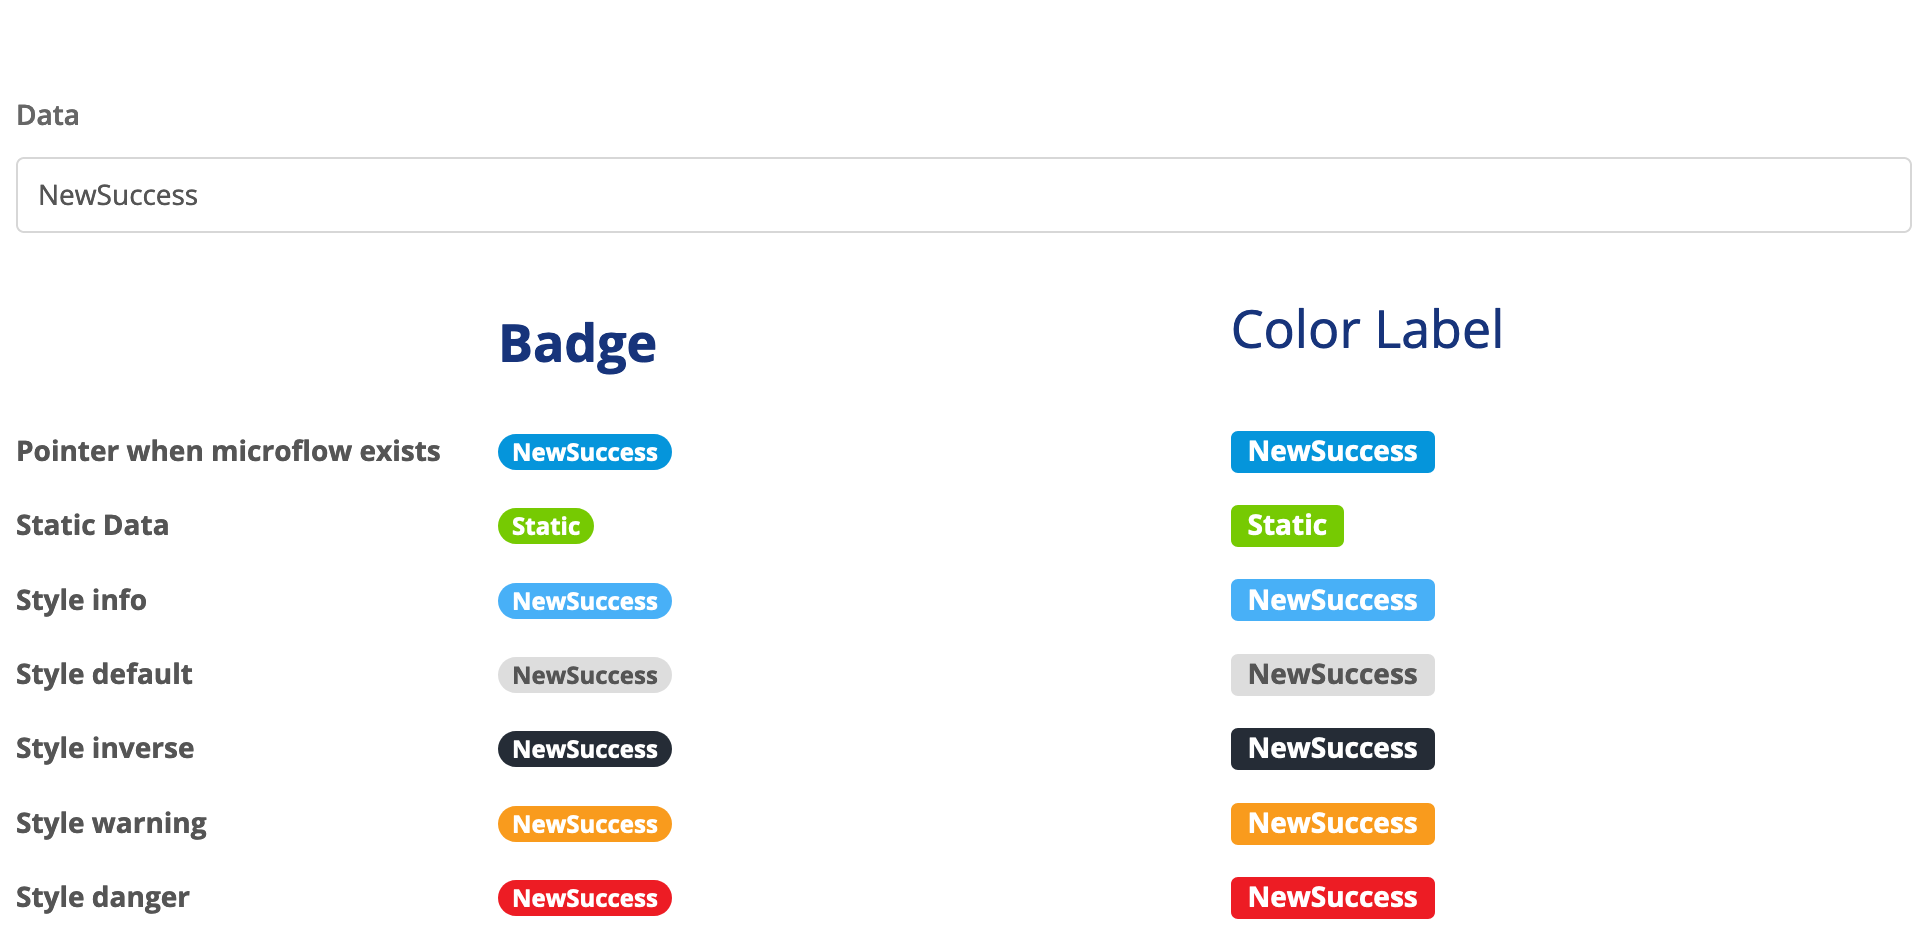 Data
NewSuccess
Badge Color Label
Pointer when microflow exists NewSuccess NewSuccess
Static Data Static Static
Style info NewSuccess NewSuccess
Style default NewSuccess NewSuccess
Style inverse NewSuccess NewSuccess
Style warning NewSuccess NewSuccess
Style danger NewSuccess NewSuccess